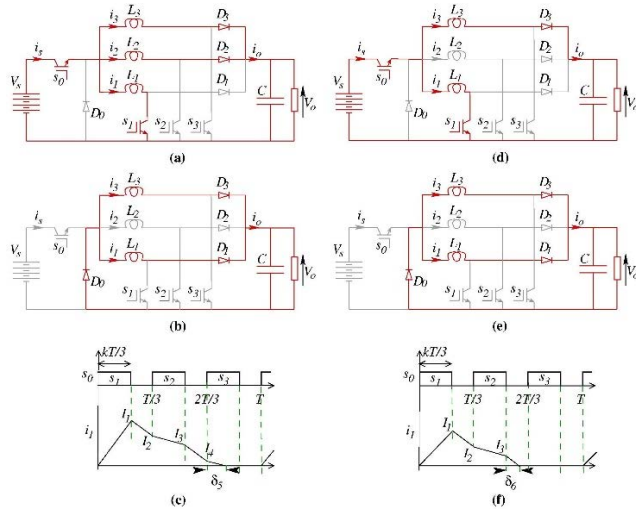 i3 L3 D3
is i2 L2 D2 io
s0 i1 L1 D1
Vs D0 s1 s2 s3 C Vo
(a)
i3 L3 D3
is i2 L2 D2 io
s0 i1 L1 D1
Vs D0 s1 s2 s3 C Vo
(d)
i3 L3 D3
is i2 L2 D2 io
s0 i1 L1 D1
Vs D0 s1 s2 s3 C Vo
(b)
i3 L3 D3
is i2 L2 D2 io
s0 i1 L1 D1
Vs D0 s1 s2 s3 C Vo
(e)
kT/3
s0 s1 s2 s3
T/3 2T/3 T
i1 I1 I2 I3 I4
δ5
(c)
kT/3
s0 s1 s2 s3
T/3 2T/3 T
i1 I1 I2 I3
δ6
(f)